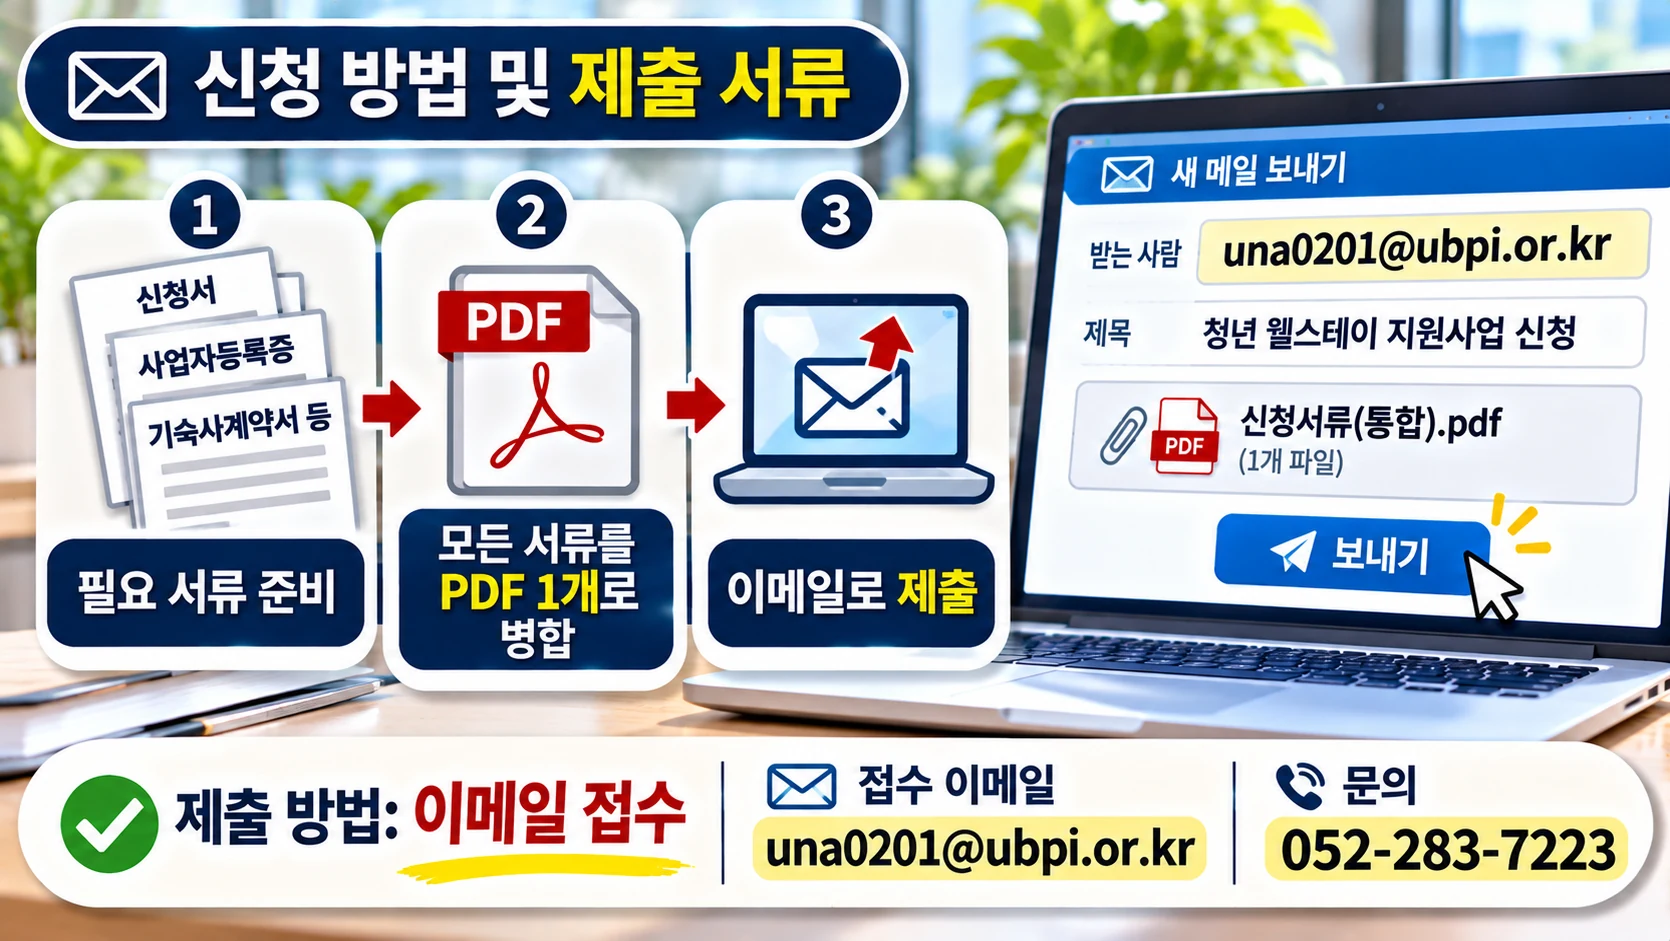 신청 방법 및 제출 서류
1
신청서
사업자등록증
기숙사계약서 등
필요 서류 준비
2
PDF
모든 서류를
PDF 1개로
병합
3
이메일로 제출
새 메일 보내기
받는 사람 una0201@ubpi.or.kr
제목 청년 웰스테이 지원사업 신청
PDF
신청서류(통합).pdf
(1개 파일)
보내기
제출 방법: 이메일 접수
접수 이메일
una0201@ubpi.or.kr
문의
052-283-7223